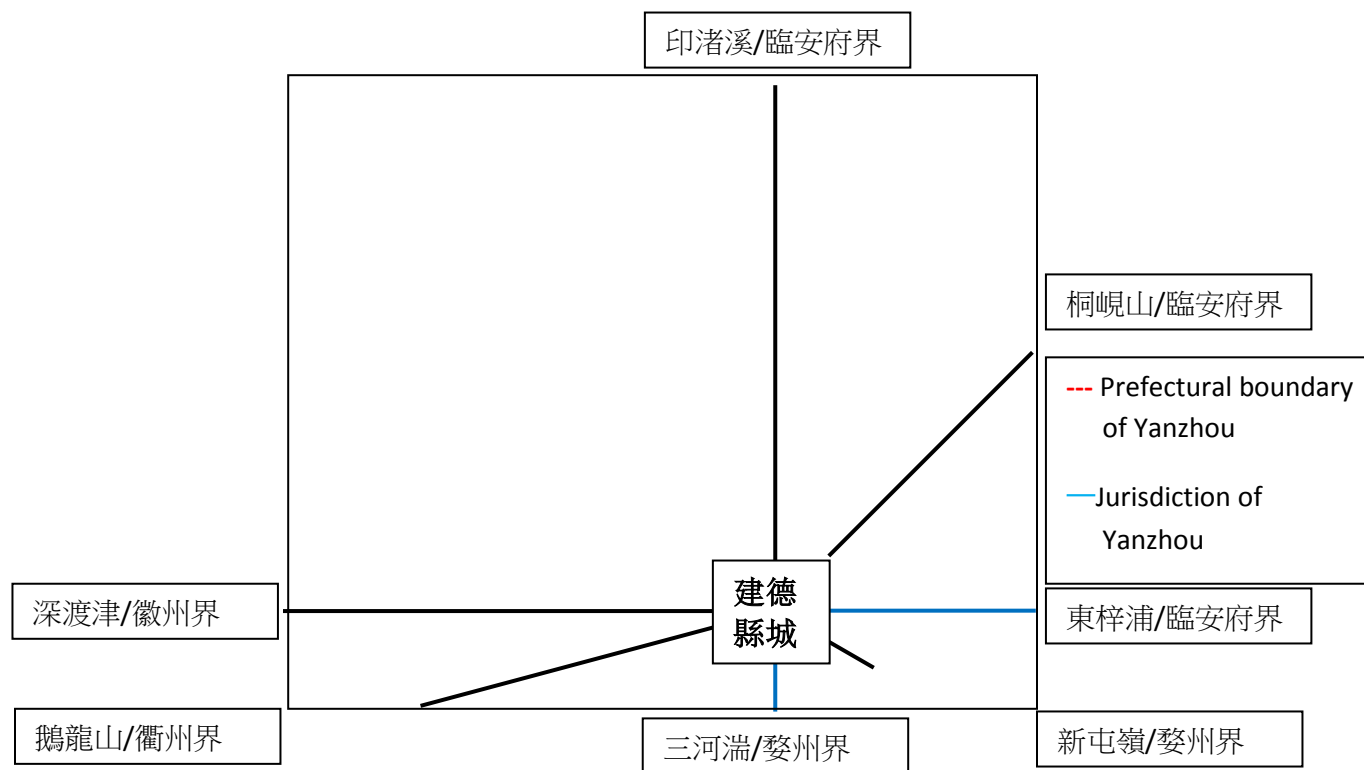 印渚溪/臨安府界
桐峴山/臨安府界
--- Prefectural boundary
of Yanzhou
—Jurisdiction of
Yanzhou
建德
縣城
深渡津/徽州界
東梓浦/臨安府界
鵝龍山/衢州界
三河湍/婺州界
新屯嶺/婺州界